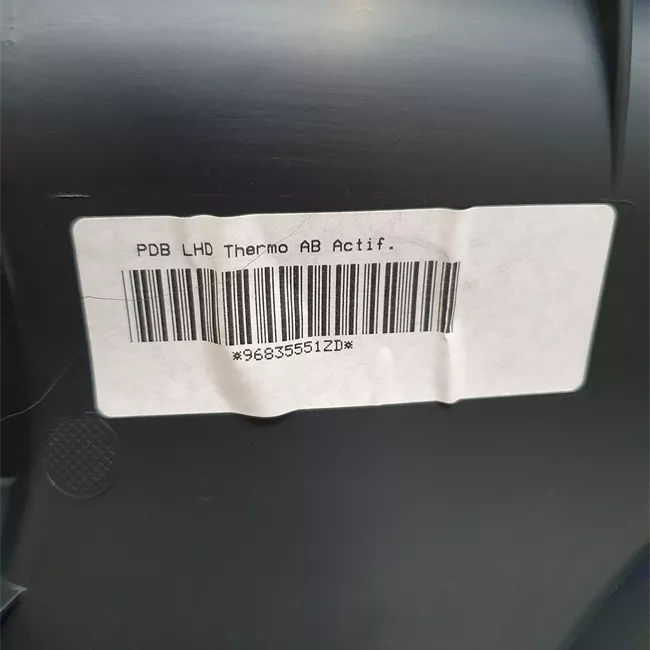 PDB LHD Thermo AB Actif.
*96835551ZD*